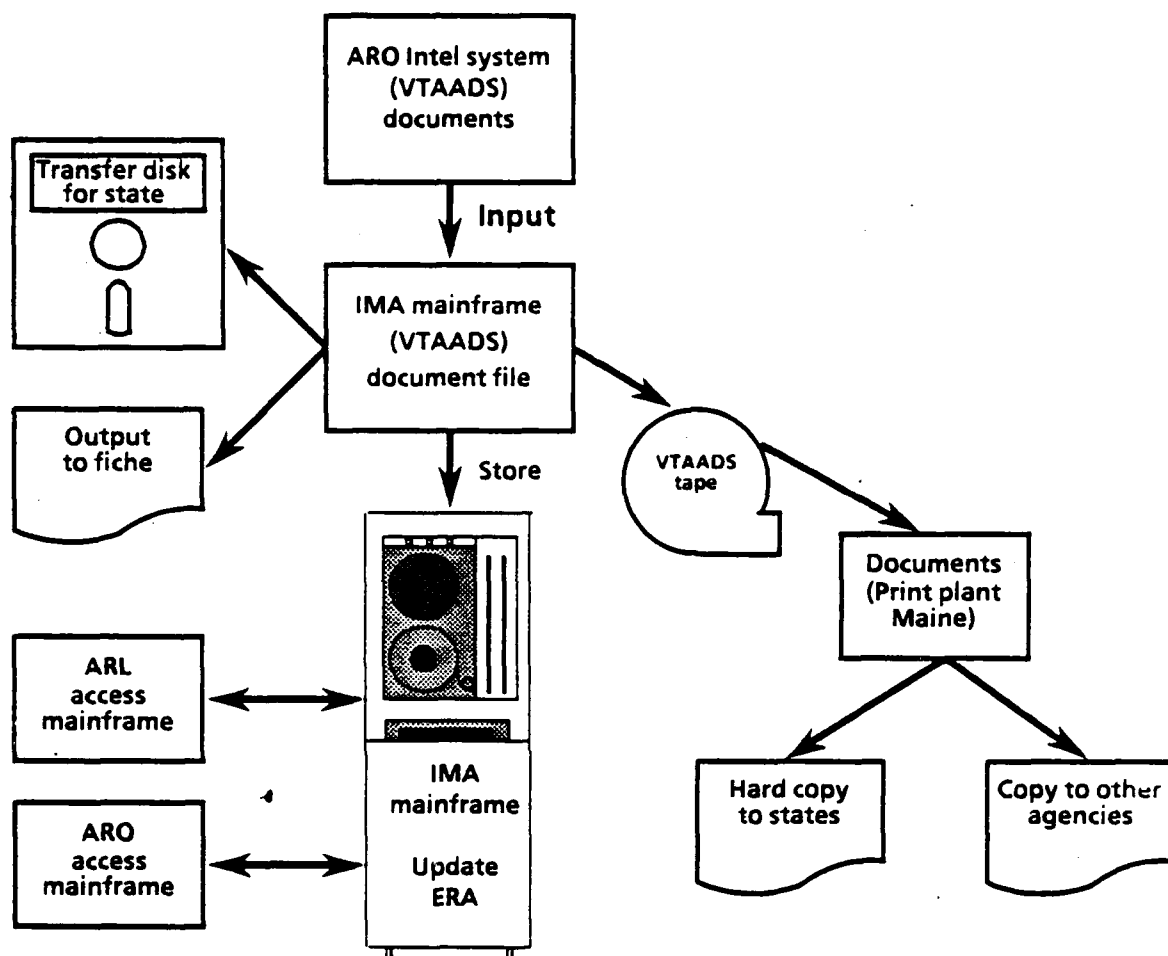 ARO Intel system
(VTAADS)
documents
Transfer disk
for state
Input
IMA mainframe
(VTAADS)
document file
Output
to fiche
Store
VTAADS
tape
Documents
(Print plant
Maine)
ARL
access
mainframe
IMA
mainframe
Update
ERA
ARO
access
mainframe
Hard copy
to states
Copy to other
agencies